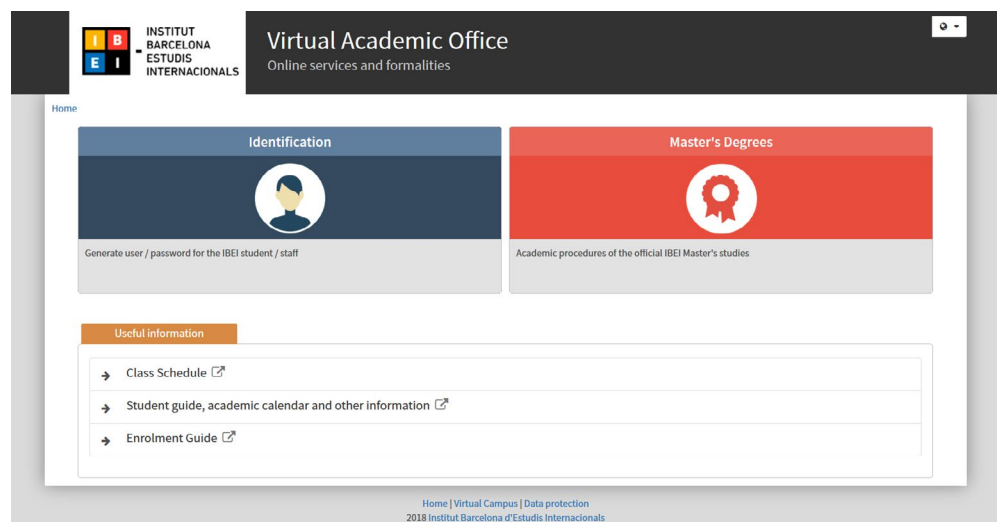 I B
E I
INSTITUT
BARCELONA
ESTUDIS
INTERNACIONALS
Virtual Academic Office
Online services and formalities
Home
Identification
Master's Degrees
Generate user / password for the IBEI student / staff
Academic procedures of the official IBEI Master's studies
Useful information
Class Schedule
Student guide, academic calendar and other information
Enrolment Guide
Home | Virtual Campus | Data protection
2018 Institut Barcelona d'Estudis Internacionals